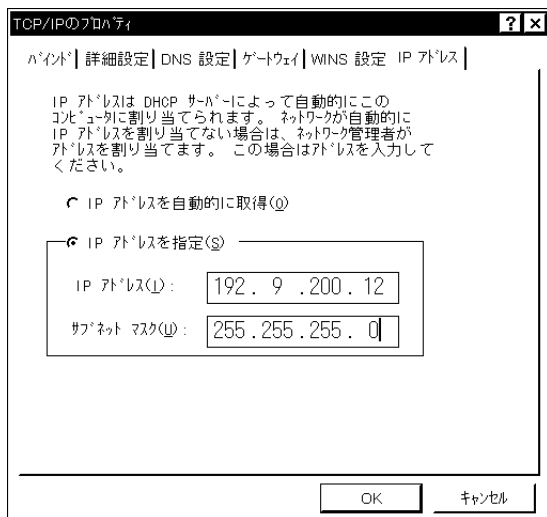 TCP/IPのプロパティ
バインド 詳細設定 DNS 設定 ゲートウェイ WINS 設定 IP アドレス
IP アドレスは DHCP サーバーによって自動的にこの
コンピュータに割り当てられます。 ネットワークが自動的に
IP アドレスを割り当てない場合は、ネットワーク管理者が
アドレスを割り当てます。 この場合はアドレスを入力して
ください。
IP アドレスを自動的に取得(O)
IP アドレスを指定(S)
IP アドレス(I): 192. 9 .200. 12
サブネット マスク(U): 255.255.255. 0
OK キャンセル